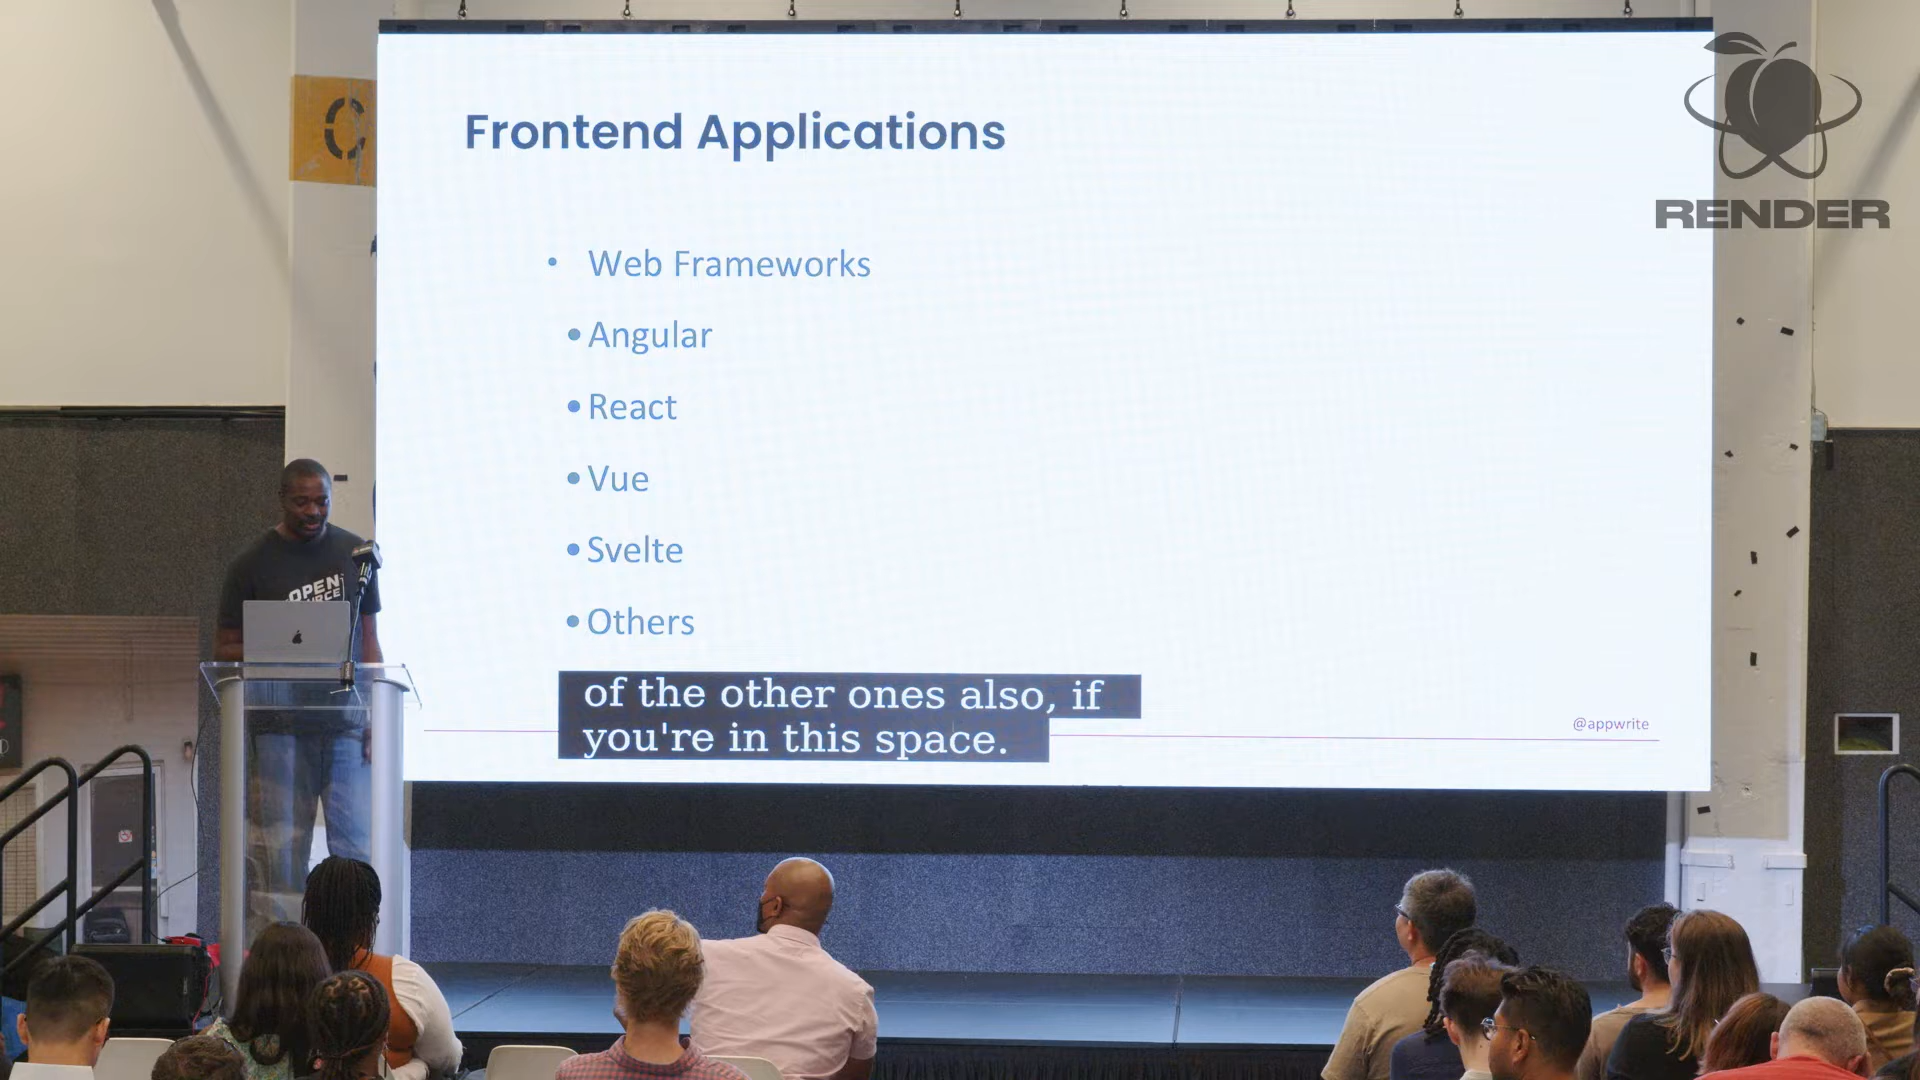 Frontend Applications
RENDER
• Web Frameworks
• Angular
• React
• Vue
• Svelte
• Others
OPEN
of the other ones also, if
you're in this space.
@appwrite